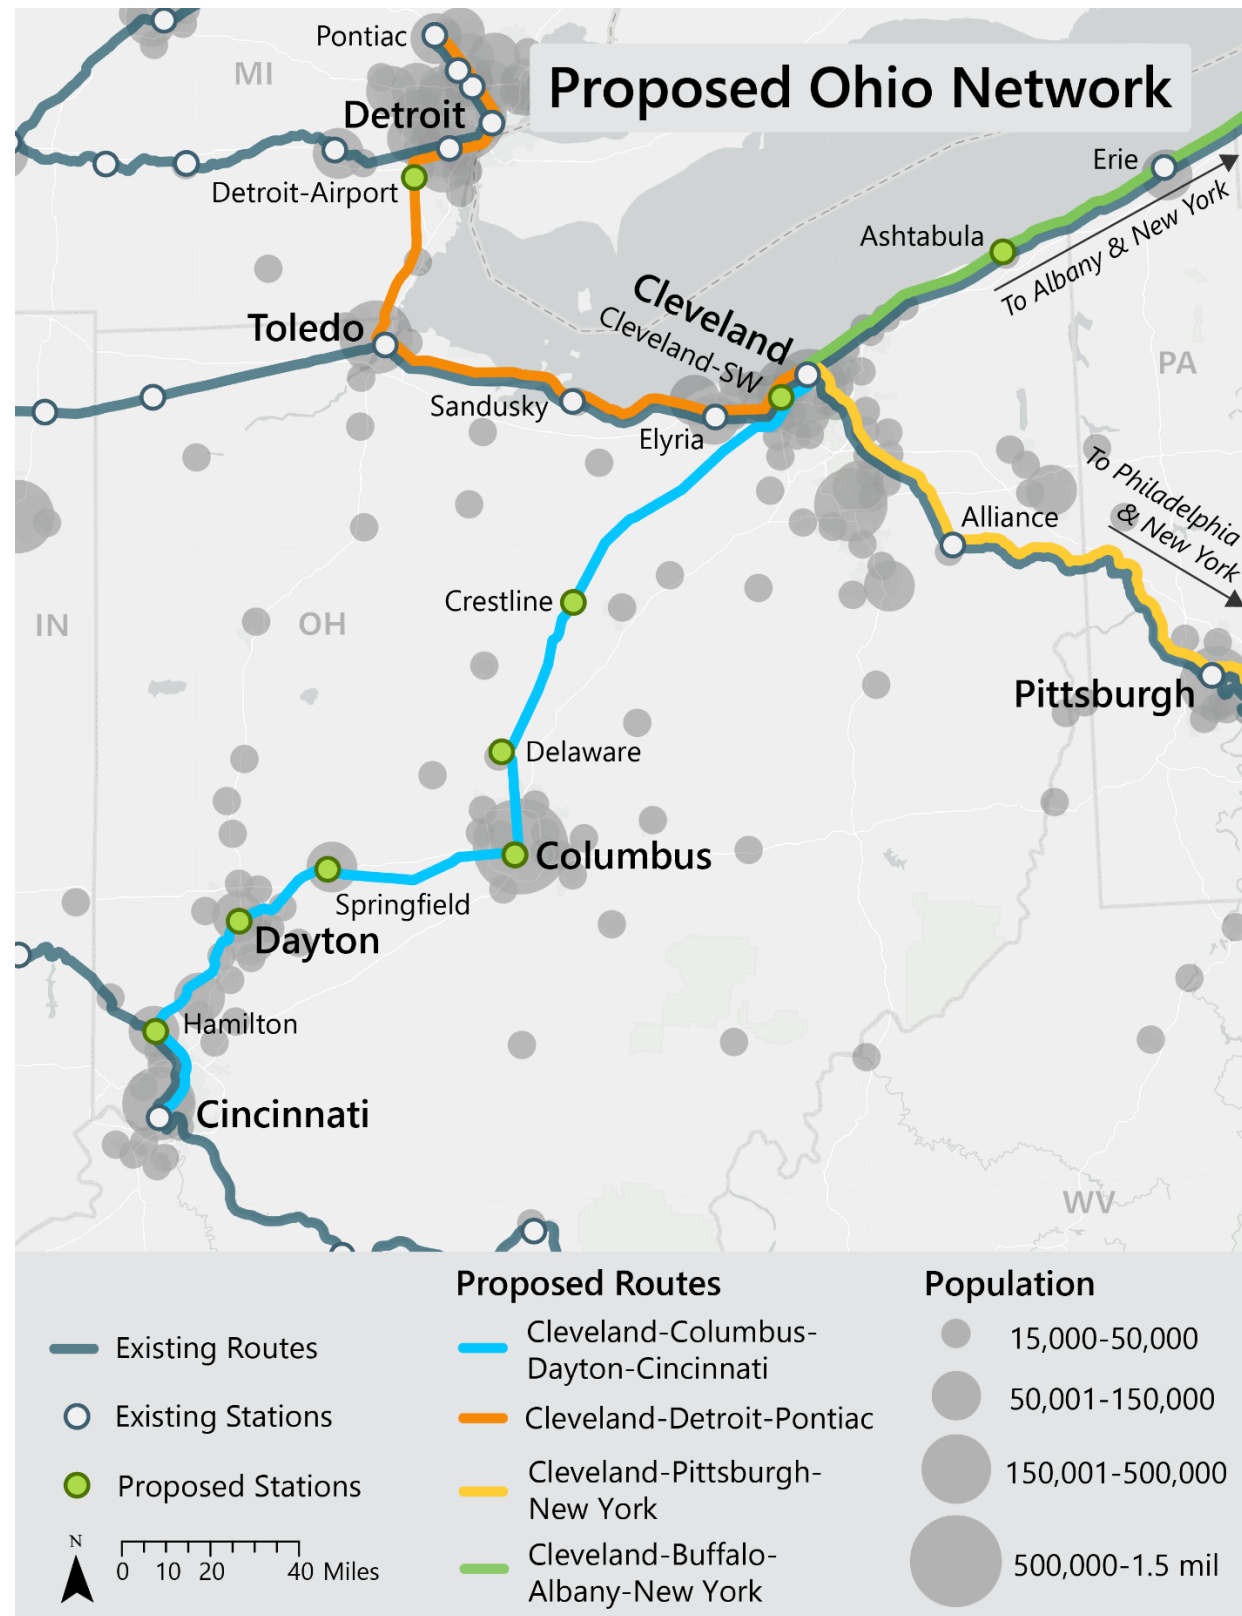 Pontiac
MI
Proposed Ohio Network
Detroit
Erie
Detroit-Airport
Ashtabula
To Albany & New York
Cleveland
Cleveland-SW
Toledo
PA
Sandusky
Elyria
To Philadelphia
& New York
Alliance
Crestline
IN
OH
Pittsburgh
Delaware
Columbus
Springfield
Dayton
Hamilton
Cincinnati
WV
Existing Routes
Existing Stations
Proposed Stations
N
0 10 20 40 Miles
Proposed Routes
Cleveland-Columbus-
Dayton-Cincinnati
Cleveland-Detroit-Pontiac
Cleveland-Pittsburgh-
New York
Cleveland-Buffalo-
Albany-New York
Population
15,000-50,000
50,001-150,000
150,001-500,000
500,000-1.5 mil